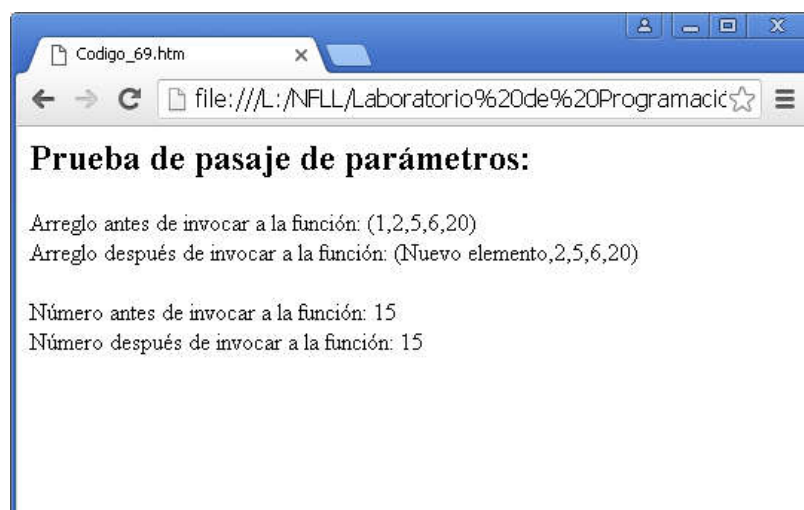 Codigo_69.htm
file:///L:/NFLL/Laboratorio%20de%20Programació
Prueba de pasaje de parámetros:
Arreglo antes de invocar a la función: (1,2,5,6,20)
Arreglo después de invocar a la función: (Nuevo elemento,2,5,6,20)
Número antes de invocar a la función: 15
Número después de invocar a la función: 15